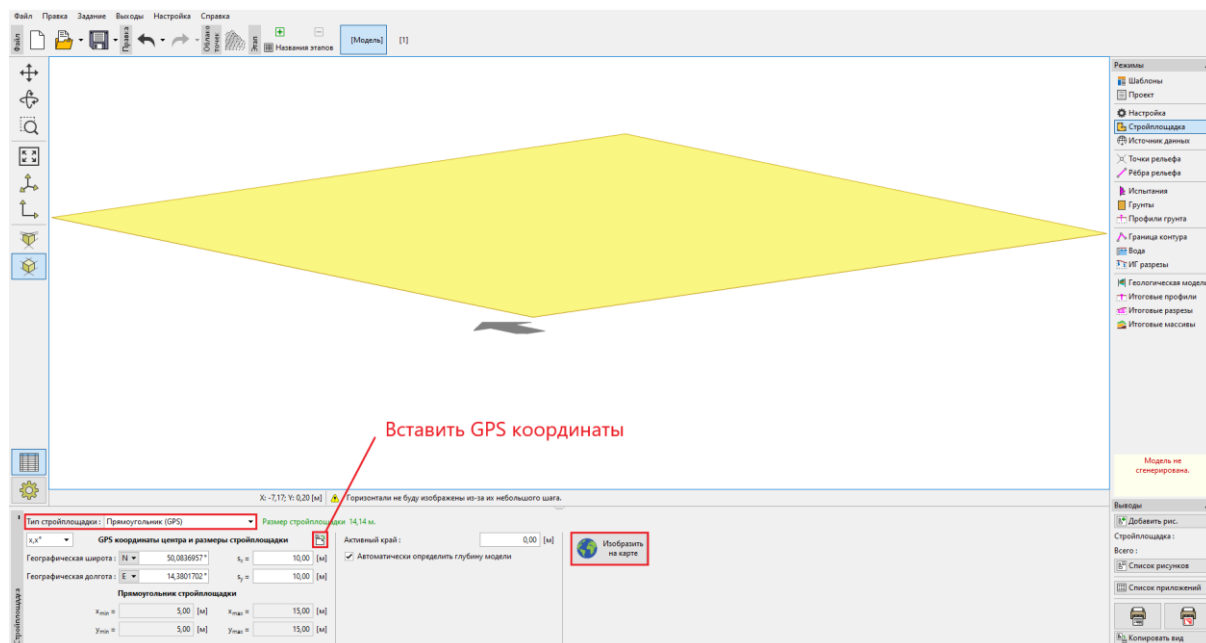 Файл Правка Задание Выходы Настройка Справка
Файл
Правка
Облако точек
Этап
Названия этапов
[Модель]
[1]
Режимы
Шаблоны
Проект
Настройка
Стройплощадка
Источник данных
Точки рельефа
Рёбра рельефа
Испытания
Грунты
Профили грунта
Граница контура
Вода
ИГ разрезы
Геологическая модель
Итоговые профили
Итоговые разрезы
Итоговые массивы
Вставить GPS координаты
Модель не
сгенерирована.
X: -7,17; Y: 0,20 [м] Горизонтали не буду изображены из-за их небольшого шага.
Тип стройплощадки : Прямоугольник (GPS) Размер стройплощадки 14,14 м.
x,x° GPS координаты центра и размеры стройплощадки
Географическая широта : N 50,0836957 ° sx = 10,00 [м]
Географическая долгота : E 14,3801702 ° sy = 10,00 [м]
Прямоугольник стройплощадки
xmin = 5,00 [м] xmax = 15,00 [м]
ymin = 5,00 [м] ymax = 15,00 [м]
Активный край : 0,00 [м]
Автоматически определить глубину модели
Изобразить
на карте
Стройплощадка
Выводы
Добавить рис.
Стройплощадка :
Всего :
Список рисунков
Список приложений
Копировать вид